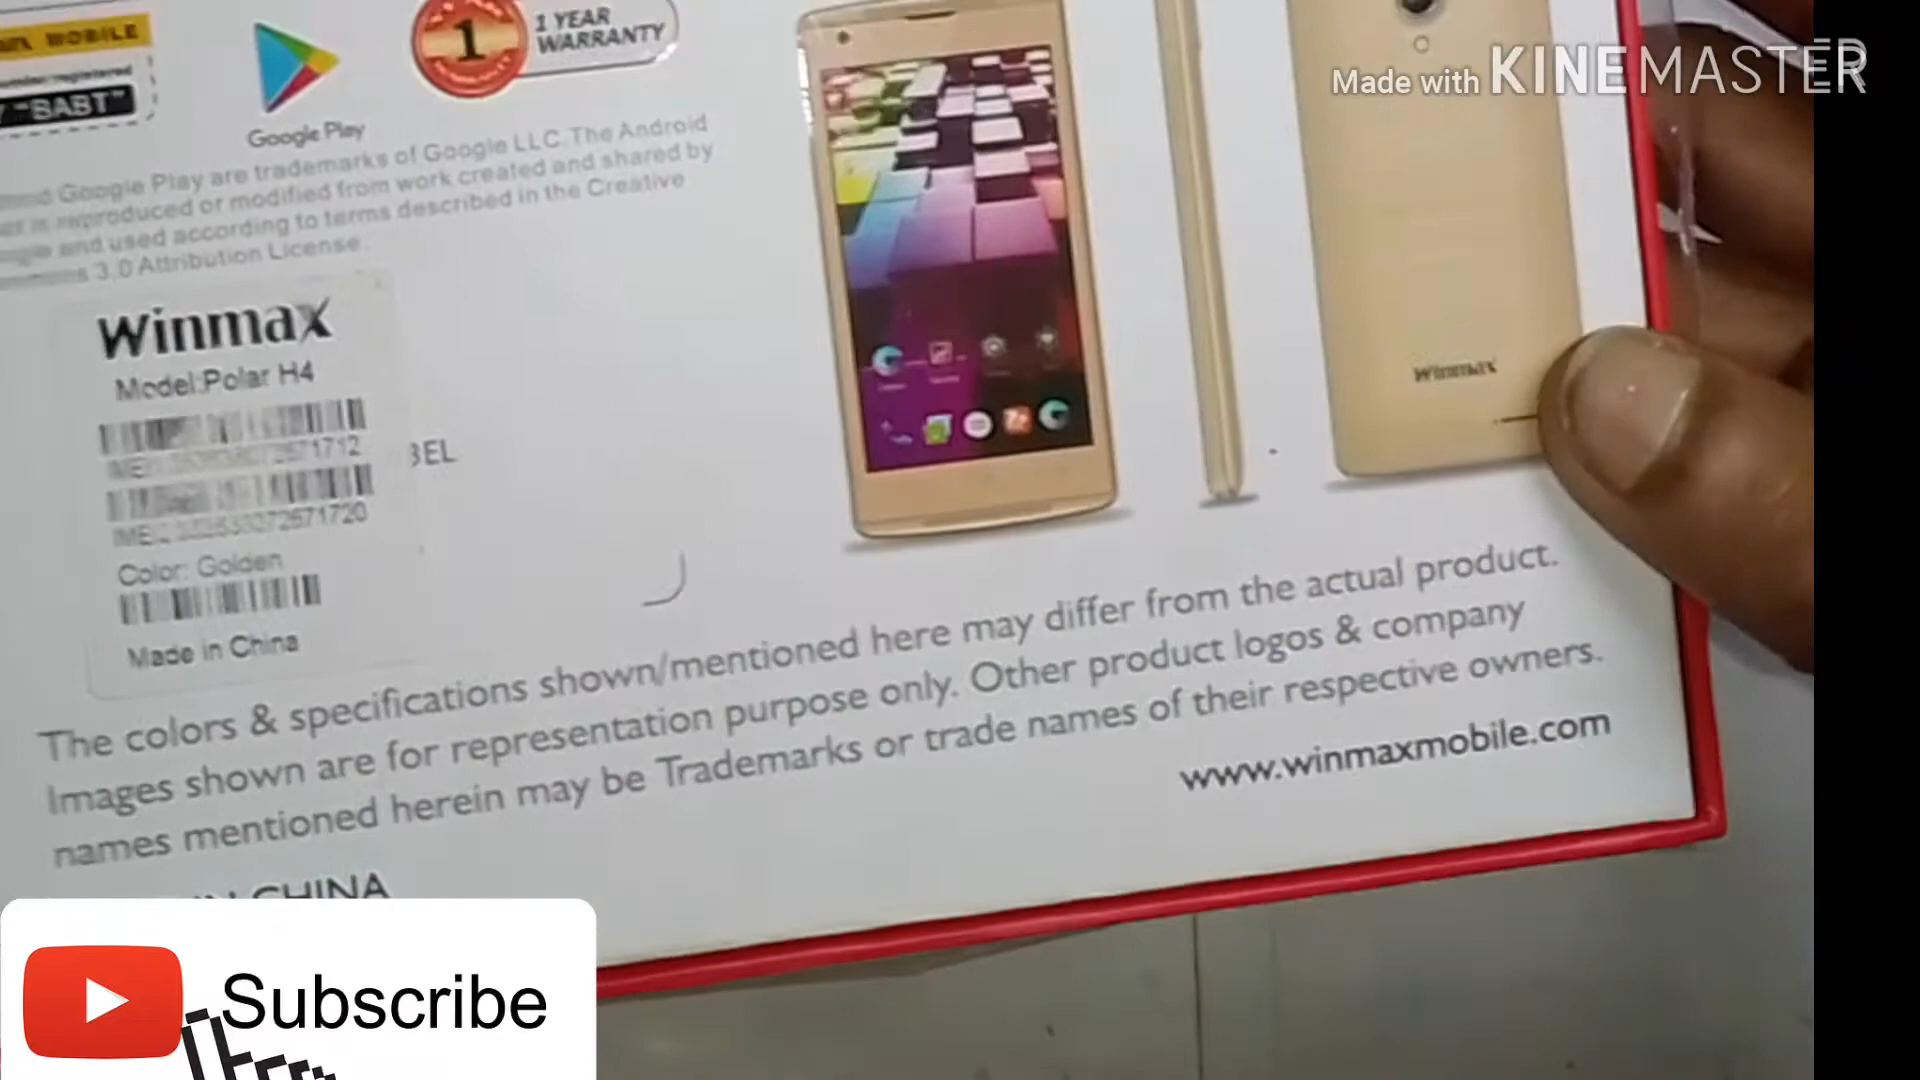 MOBILE
"BABT"
Google Play
1
1 YEAR
WARRANTY
Made with KINEMASTER
Google Play are trademarks of Google LLC.The Android
is reproduced or modified from work created and shared by
and used according to terms described in the Creative
3.0 Attribution License.
Winmax
Model:Polar H4
Color: Golden
Made in China
Winmax
The colors & specifications shown/mentioned here may differ from the actual product.
Images shown are for representation purpose only. Other product logos & company
names mentioned herein may be Trademarks or trade names of their respective owners.
www.winmaxmobile.com
IN CHINA
Subscribe